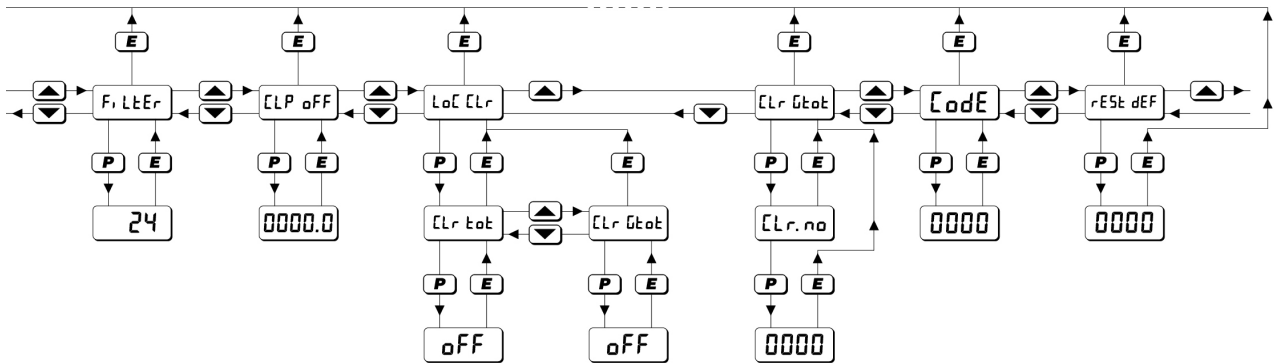 E E E E E E
FiLtEr CLP oFF LoC CLr CLr Gtot CodE rESt dEF
P E P E P E E P E P E P E
24 0000.0 CLr tot CLr Gtot CLr.no 0000 0000
P E P E P E
oFF oFF 0000